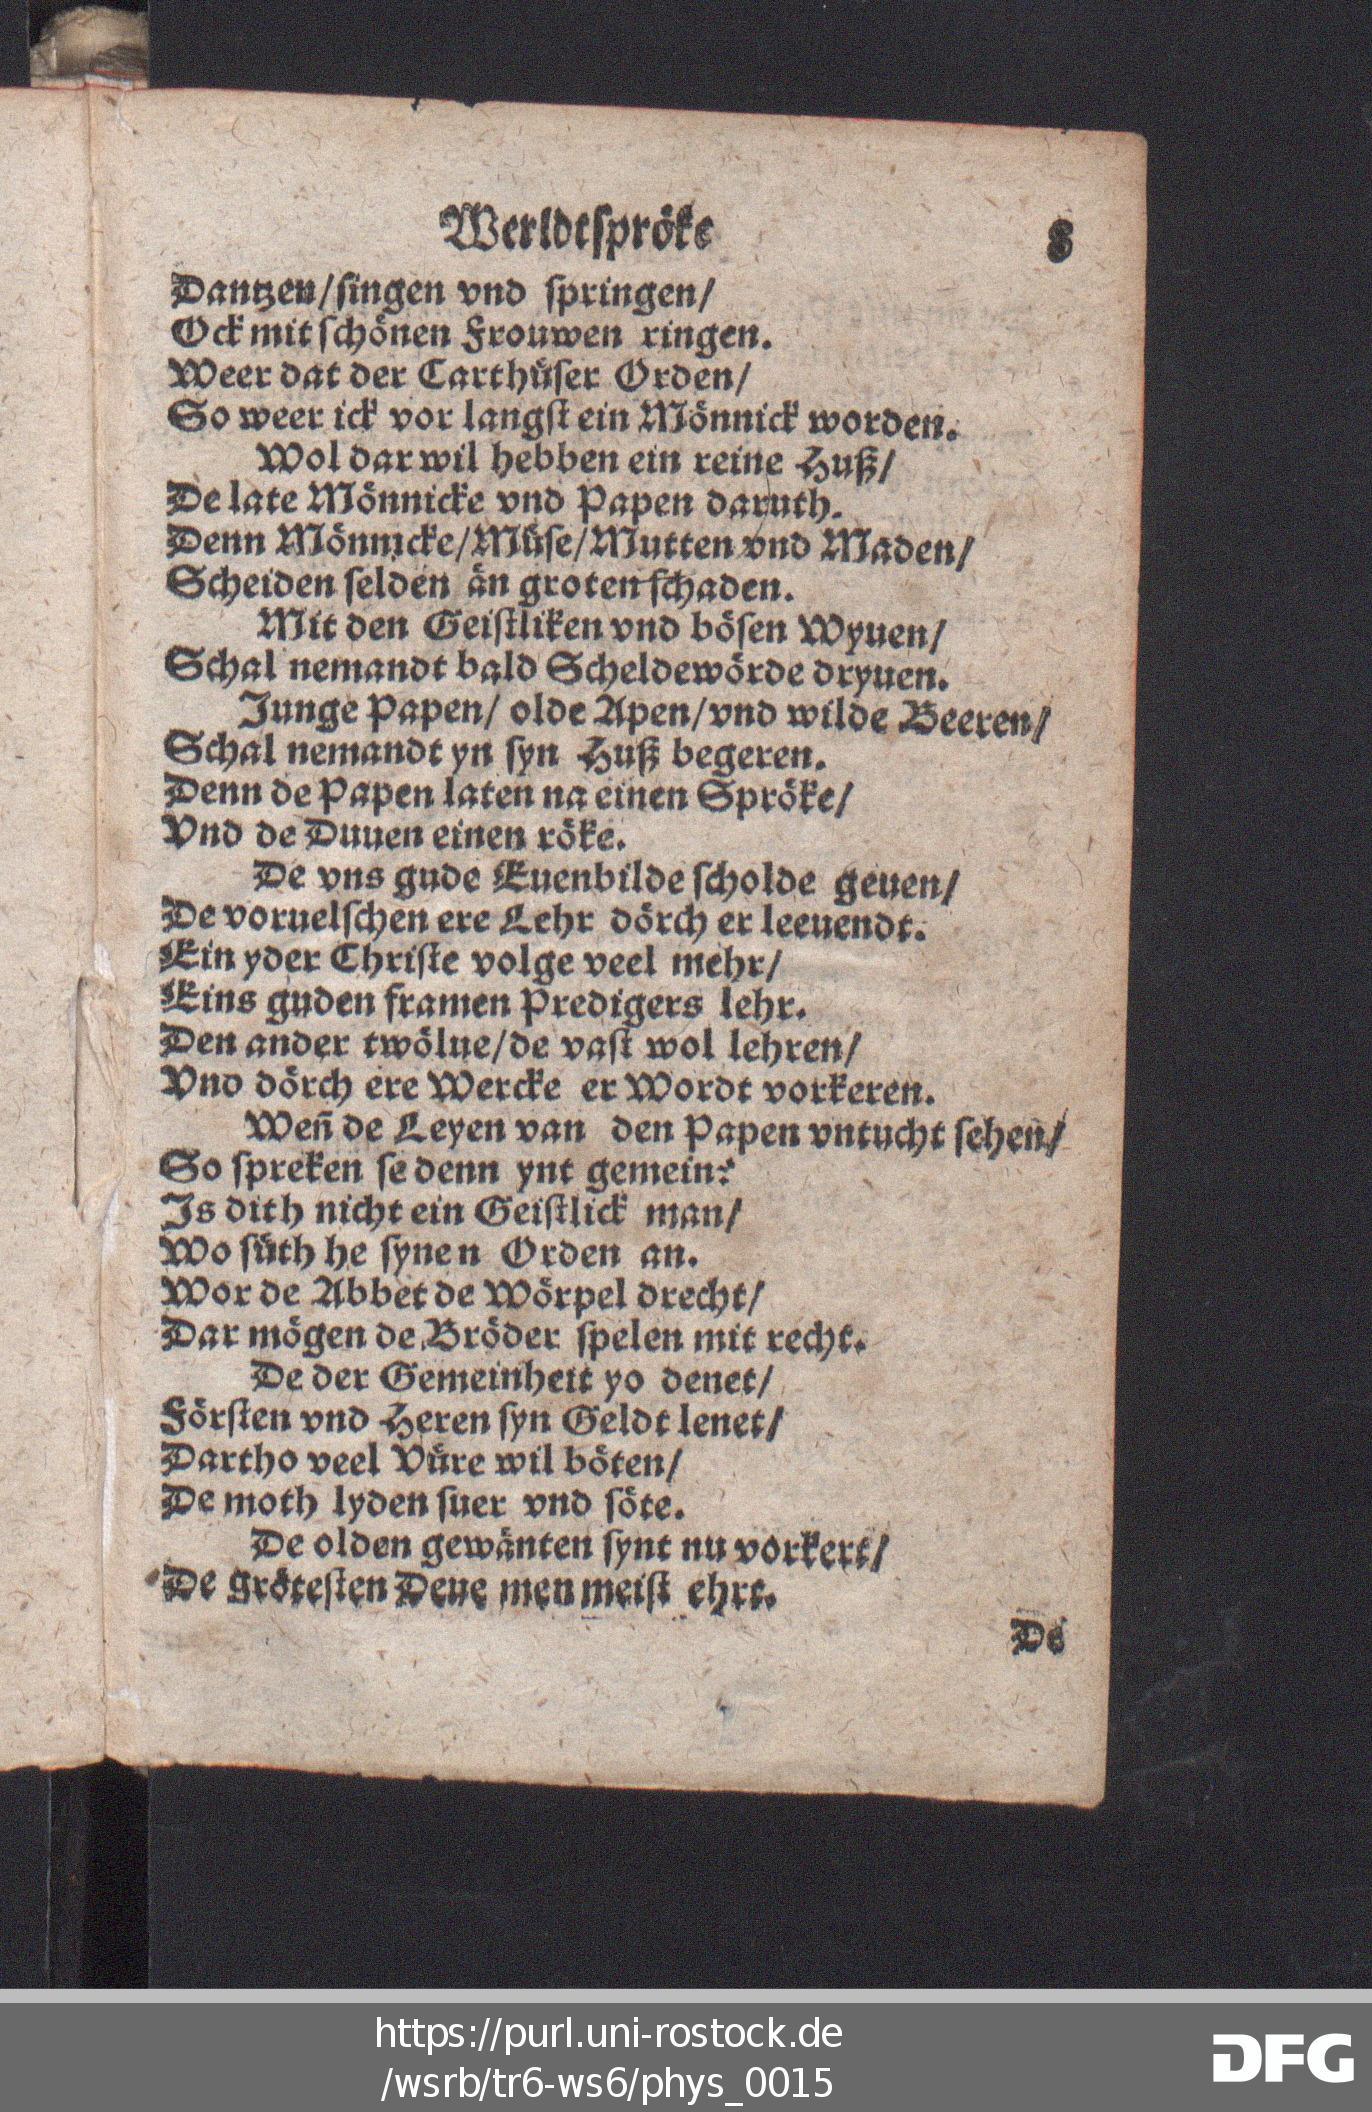 Werldtspröke 8
Dantzen/singen vnd springen/
Ock mit schönen Frouwen ringen.
Weer dat der Carthüser Orden/
So weer ick vor langst ein Mönnick worden.
Wol dar wil hebben ein reine Huß/
De late Mönnicke vnd Papen daruth.
Denn Mönnicke/Müse/Mutten vnd Maden/
Scheiden selden än groten schaden.
Mit den Geistliken vnd bösen Wyuen/
Schal nemandt bald Scheldewörde dryuen.
Junge Papen/ olde Apen/vnd wilde Beeren/
Schal nemandt yn syn Huß begeren.
Denn de Papen laten na einen Spröke/
Vnd de Duuen einen röke.
De vns gude Euenbilde scholde geuen/
De voruelschen ere Lehr dörch er leeuendt.
Ein yder Christe volge veel mehr/
Eins guden framen Predigers lehr.
Den ander twölue/de vast wol lehren/
Vnd dörch ere Wercke er Wordt vorkeren.
Weñ de Leyen van den Papen vntucht sehen/
So spreken se denn ynt gemein:
Is dith nicht ein Geistlick man/
Wo süth he synen Orden an.
Wor de Abbet de Wörpel drecht/
Dar mögen de Bröder spelen mit recht.
De der Gemeinheit yo denet/
Försten vnd Heren syn Geldt lenet/
Dartho veel Vüre wil böten/
De moth lyden suer vnd söte.
De olden gewänten synt nu vorkert/
De grötesten Deue men meist ehrt.
De
https://purl.uni-rostock.de
/wsrb/tr6-ws6/phys_0015
DFG